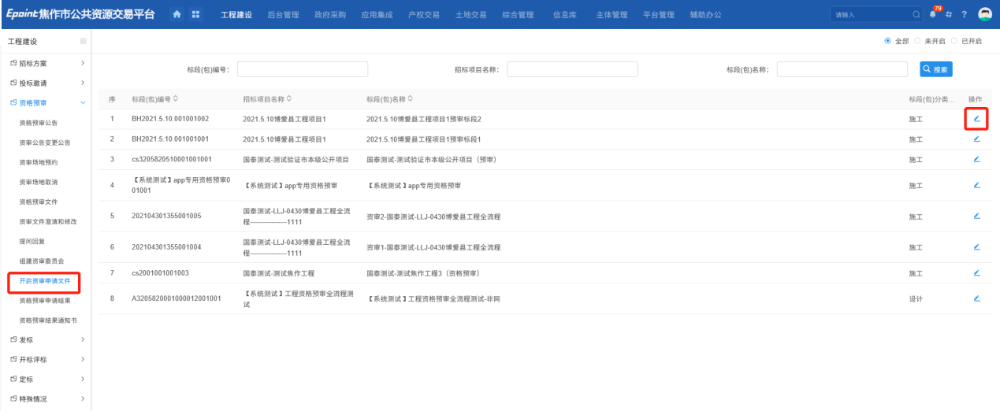 Epoint焦作市公共资源交易平台 工程建设 后台管理 政府采购 应用集成 产权交易 土地交易 综合管理 信息库 主体管理 平台管理 辅助办公 请输入 79 ?
工程建设
全部 未开启 已开启
招标方案
投标邀请
资格预审
资格预审公告
资审公告变更公告
资审场地预约
资审场地取消
资格预审文件
资审文件澄清和修改
提问回复
组建资审委员会
开启资审申请文件
资格预审申请结果
资格预审结果通知书
发标
开标评标
定标
特殊情况
标段(包)编号: 招标项目名称: 标段(包)名称: 搜索
序 标段(包)编号 招标项目名称 标段(包)名称 标段(包)分类... 操作
1 BH2021.5.10.001001002 2021.5.10博爱县工程项目1 2021.5.10博爱县工程项目1预审标段2 施工
2 BH2021.5.10.001001001 2021.5.10博爱县工程项目1 2021.5.10博爱县工程项目1预审标段1 施工
3 cs3205820510001001001 国泰测试-测试验证市本级公开项目 国泰测试-测试验证市本级公开项目（预审） 施工
4 【系统测试】app专用资格预审0
01001 【系统测试】app专用资格预审 【系统测试】app专用资格预审 施工
5 202104301355001005 国泰测试-LLJ-0430博爱县工程全流
程----------------1111 资审2-国泰测试-LLJ-0430博爱县工程全流程 施工
6 202104301355001004 国泰测试-LLJ-0430博爱县工程全流
程----------------1111 资审1-国泰测试-LLJ-0430博爱县工程全流程 施工
7 cs2001001001003 国泰测试-测试焦作工程 国泰测试-测试焦作工程3（资格预审） 施工
8 A3205820001000012001001 【系统测试】工程资格预审全流程测
试 【系统测试】工程资格预审全流程测试-非网 设计